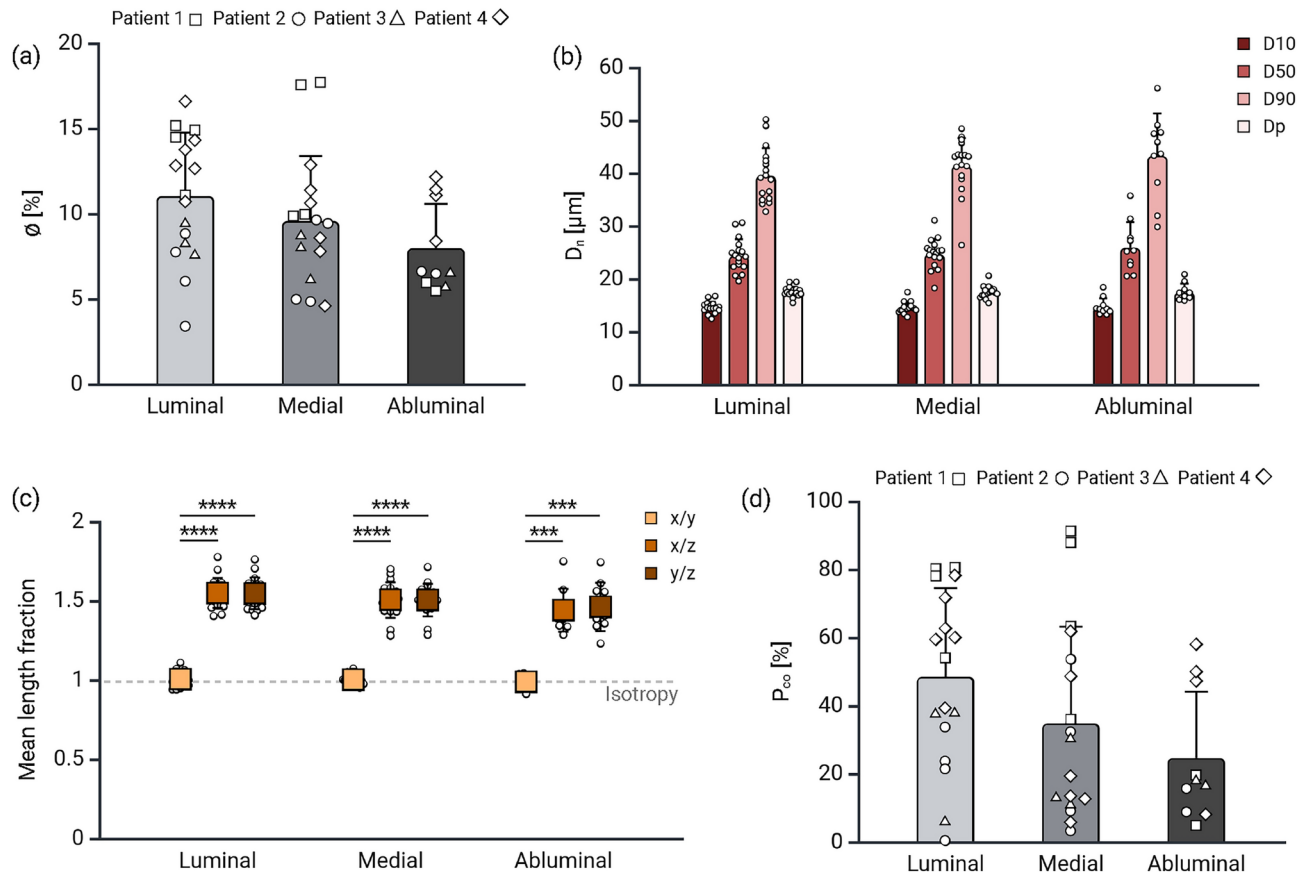 Patient 1 Patient 2 Patient 3 Patient 4
(a)
20
15
10
5
0
Ø [%]
Luminal Medial Abluminal
(b)
D10
D50
D90
Dp
60
50
40
30
20
10
0
Dn [µm]
Luminal Medial Abluminal
(c)
**** **** ***
**** **** ***
x/y
x/z
y/z
2
1.5
1
0.5
0
Mean length fraction
Isotropy
Luminal Medial Abluminal
Patient 1 Patient 2 Patient 3 Patient 4
(d)
100
80
60
40
20
0
P∞ [%]
Luminal Medial Abluminal